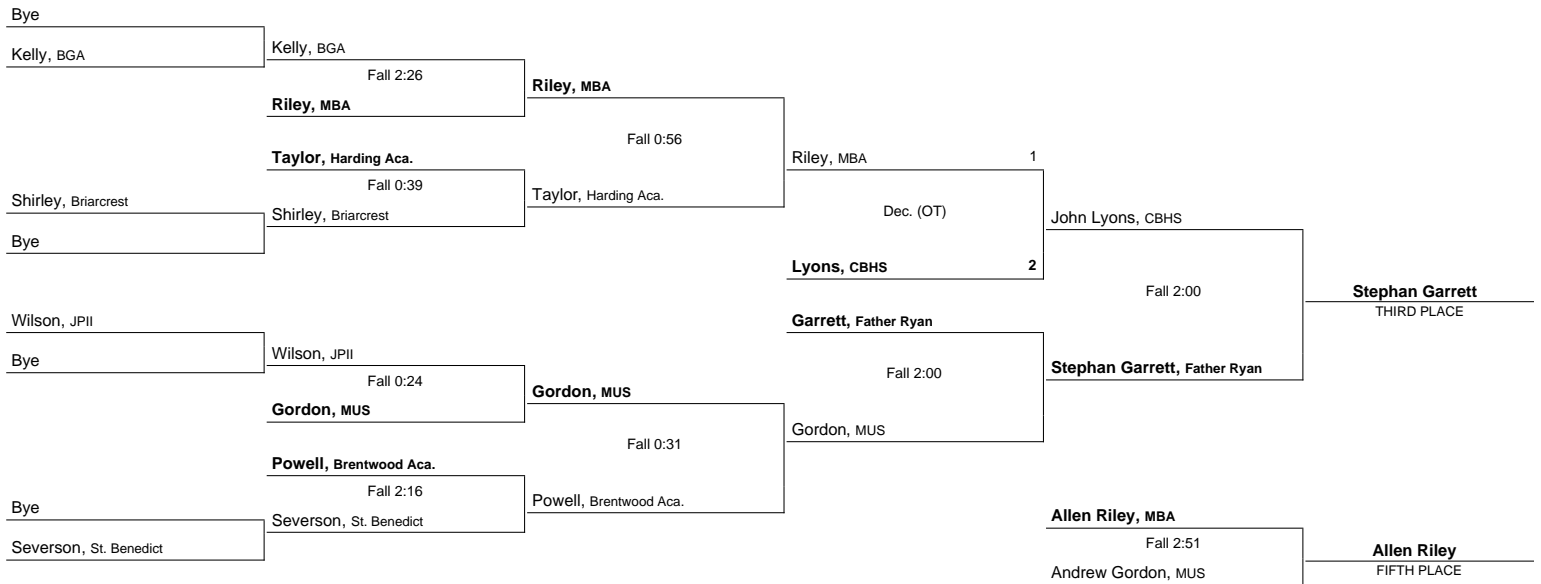 Bye
Kelly, BGA
Kelly, BGA
Fall 2:26
Riley, MBA
Riley, MBA
Fall 0:56
Taylor, Harding Aca.
Fall 0:39
Shirley, Briarcrest
Shirley, Briarcrest
Bye
Taylor, Harding Aca.
Riley, MBA 1
Dec. (OT)
Lyons, CBHS 2
John Lyons, CBHS
Fall 2:00
Stephan Garrett
THIRD PLACE
Wilson, JPII
Bye
Wilson, JPII
Fall 0:24
Gordon, MUS
Gordon, MUS
Fall 0:31
Garrett, Father Ryan
Fall 2:00
Gordon, MUS
Stephan Garrett, Father Ryan
Powell, Brentwood Aca.
Fall 2:16
Severson, St. Benedict
Bye
Severson, St. Benedict
Powell, Brentwood Aca.
Allen Riley, MBA
Fall 2:51
Andrew Gordon, MUS
Allen Riley
FIFTH PLACE